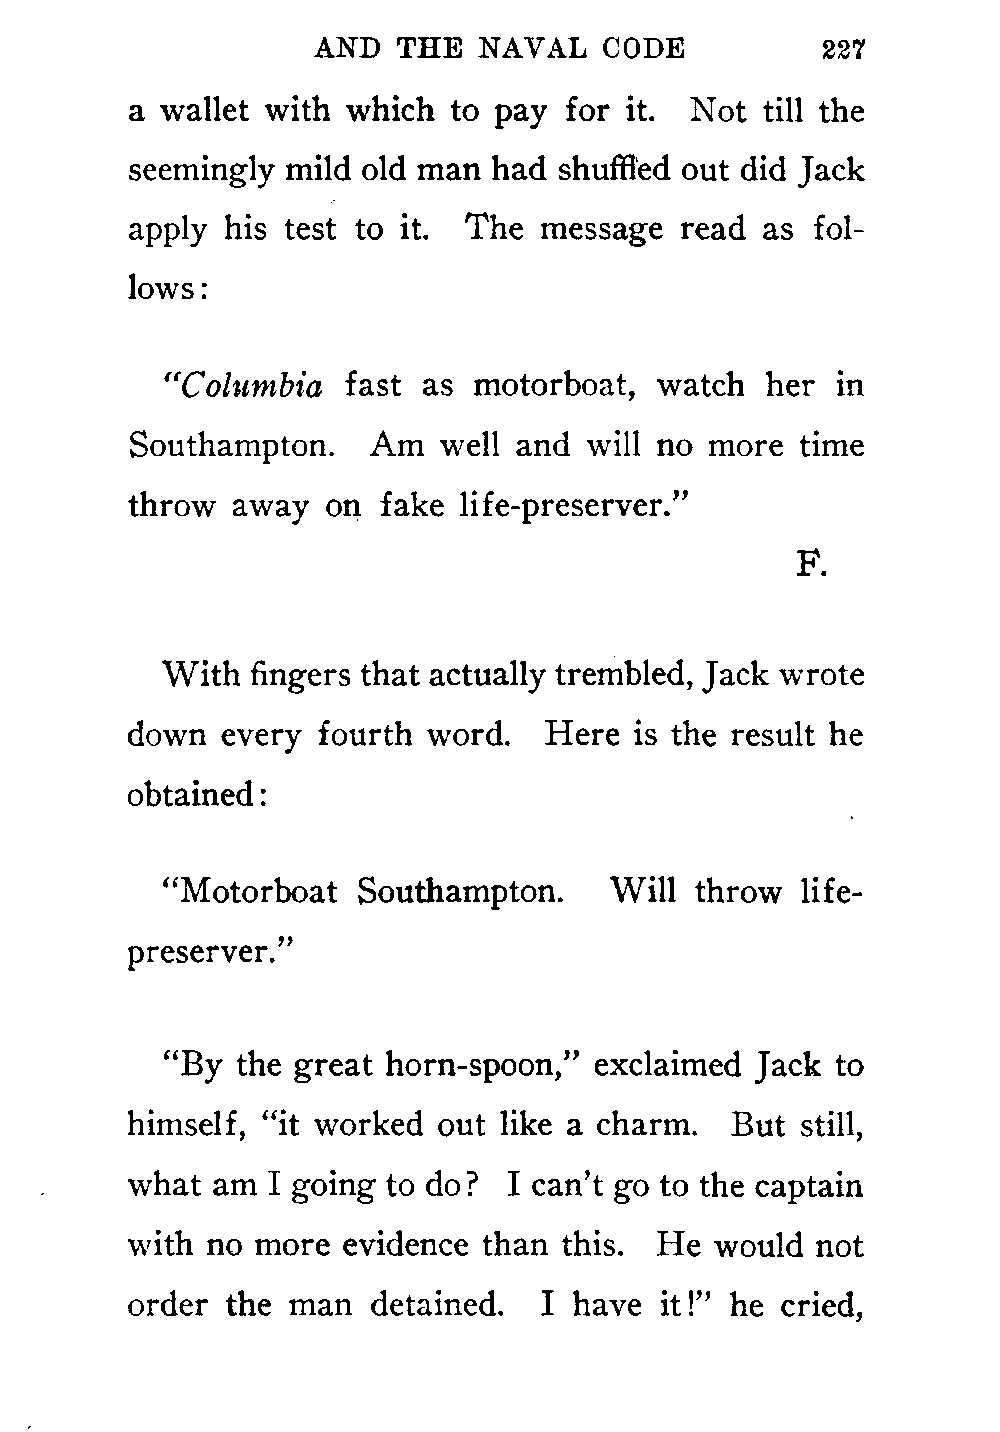 AND THE NAVAL CODE 227
a wallet with which to pay for it. Not till the
seemingly mild old man had shuffled out did Jack
apply his test to it. The message read as fol-
lows:
"Columbia fast as motorboat, watch her in
Southampton. Am well and will no more time
throw away on fake life-preserver."
F.
With fingers that actually trembled, Jack wrote
down every fourth word. Here is the result he
obtained:
"Motorboat Southampton. Will throw life-
preserver."
"By the great horn-spoon," exclaimed Jack to
himself, "it worked out like a charm. But still,
what am I going to do? I can't go to the captain
with no more evidence than this. He would not
order the man detained. I have it!" he cried,